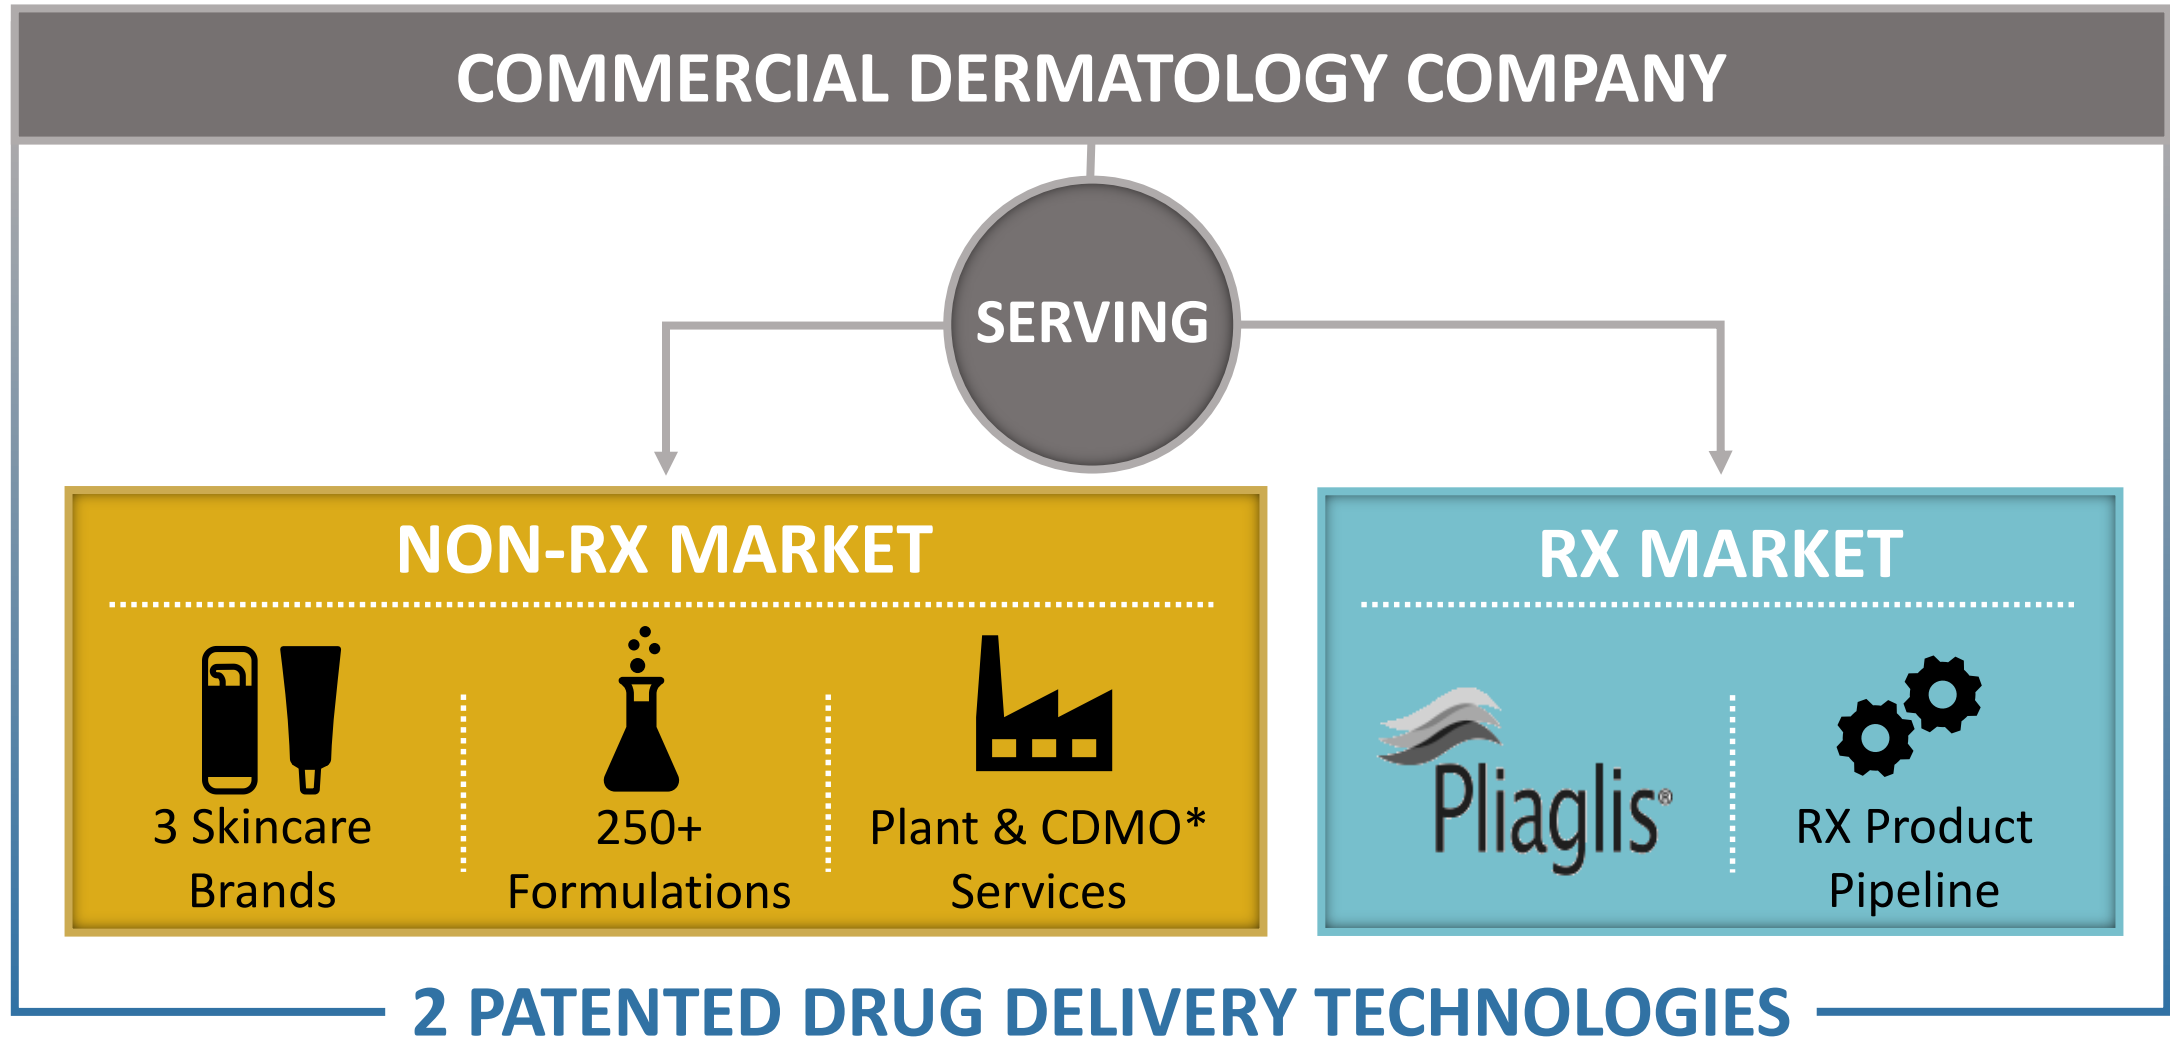 COMMERCIAL DERMATOLOGY COMPANY
SERVING
NON-RX MARKET
3 Skincare
Brands
250+
Formulations
Plant & CDMO*
Services
RX MARKET
Pliaglis®
RX Product
Pipeline
2 PATENTED DRUG DELIVERY TECHNOLOGIES